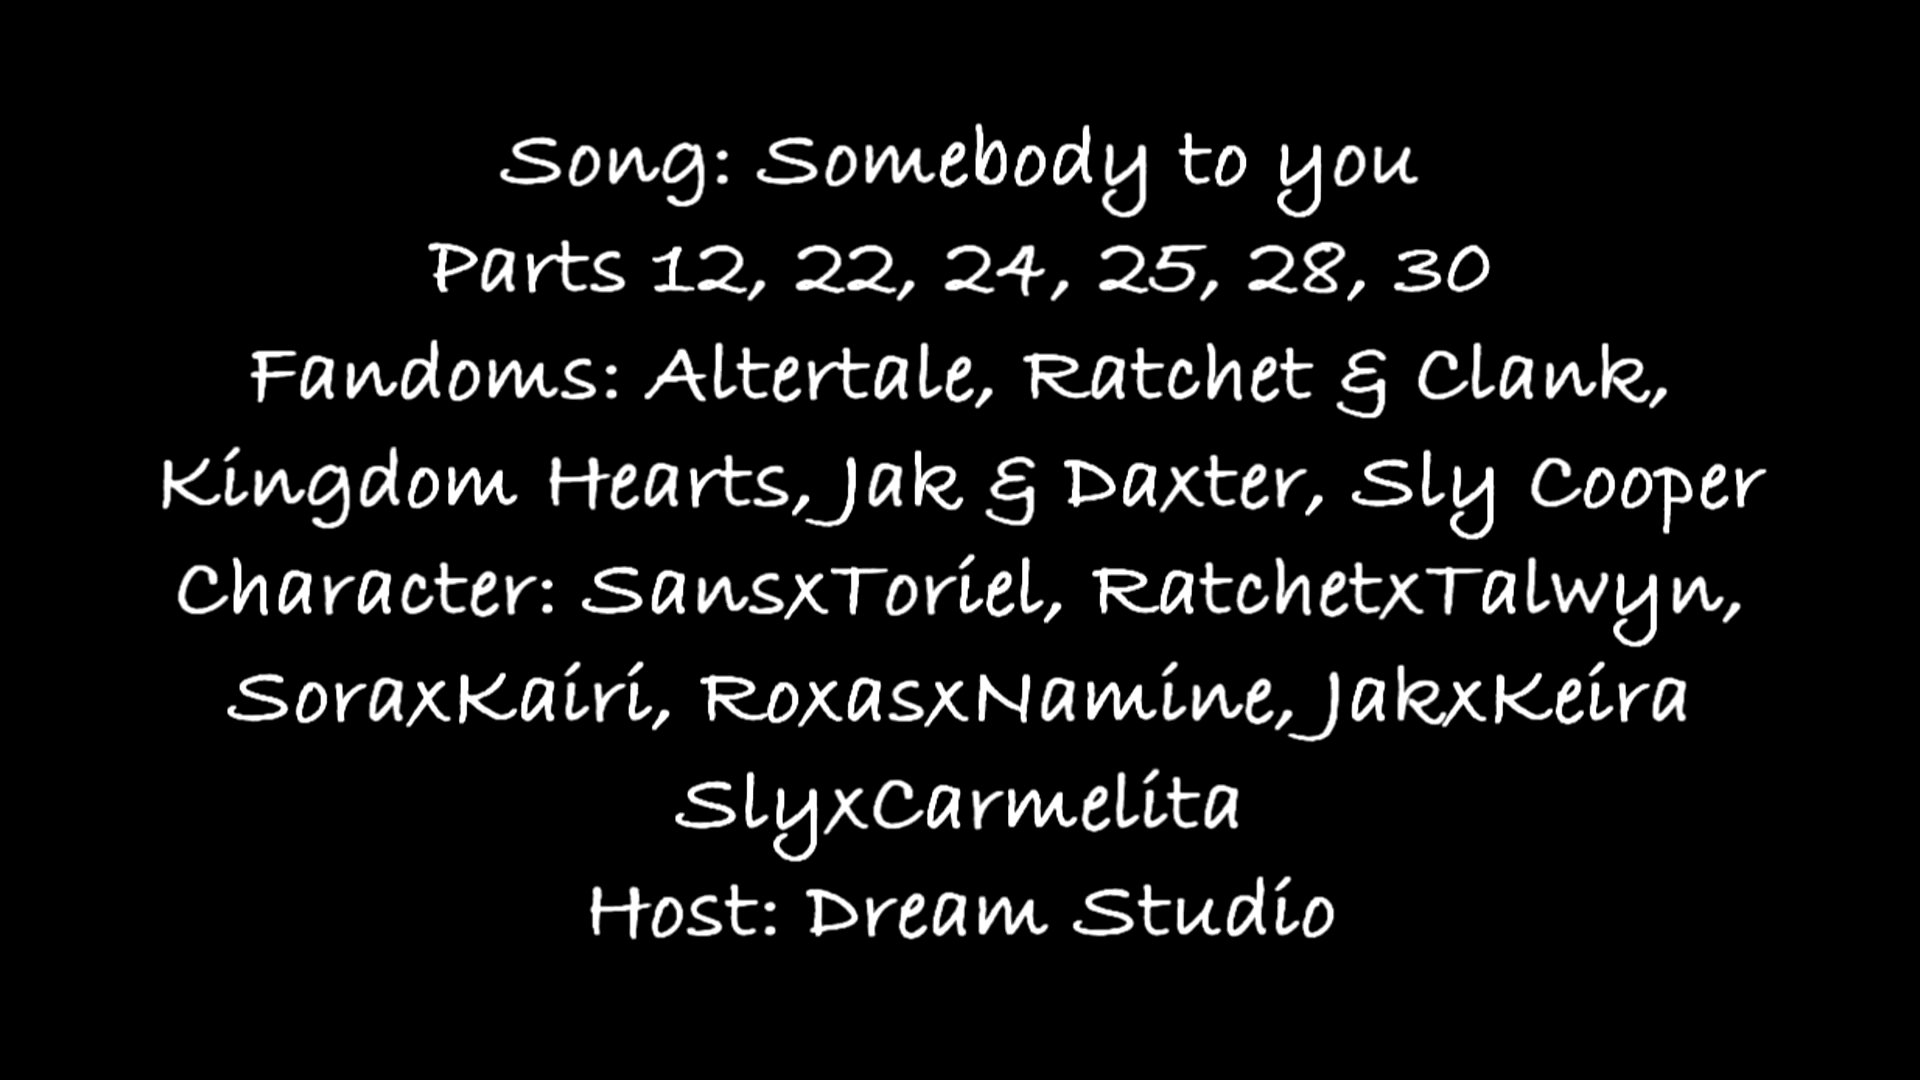 Song: Somebody to you
Parts 12, 22, 24, 25, 28, 30
Fandoms: Altertale, Ratchet & Clank,
Kingdom Hearts, Jak & Daxter, Sly Cooper
Character: SansxToriel, RatchetxTalwyn,
SoraxKairi, RoxasxNamine, JakxKeira
SlyxCarmelita
Host: Dream Studio